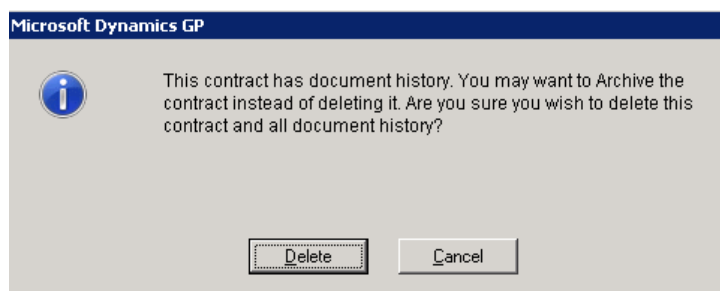 Microsoft Dynamics GP
This contract has document history. You may want to Archive the
contract instead of deleting it. Are you sure you wish to delete this
contract and all document history?
Delete
Cancel